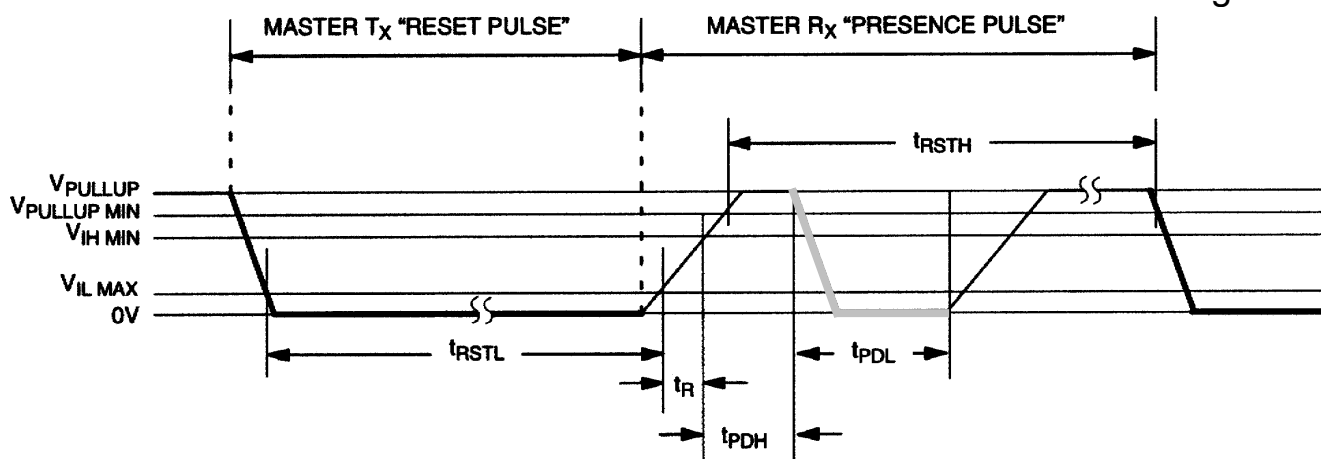 g
MASTER TX “RESET PULSE” MASTER RX “PRESENCE PULSE”
tRSTH
VPULLUP
VPULLUP MIN
VIH MIN
VIL MAX
0V
tRSTL
tPDL
tR
tPDH